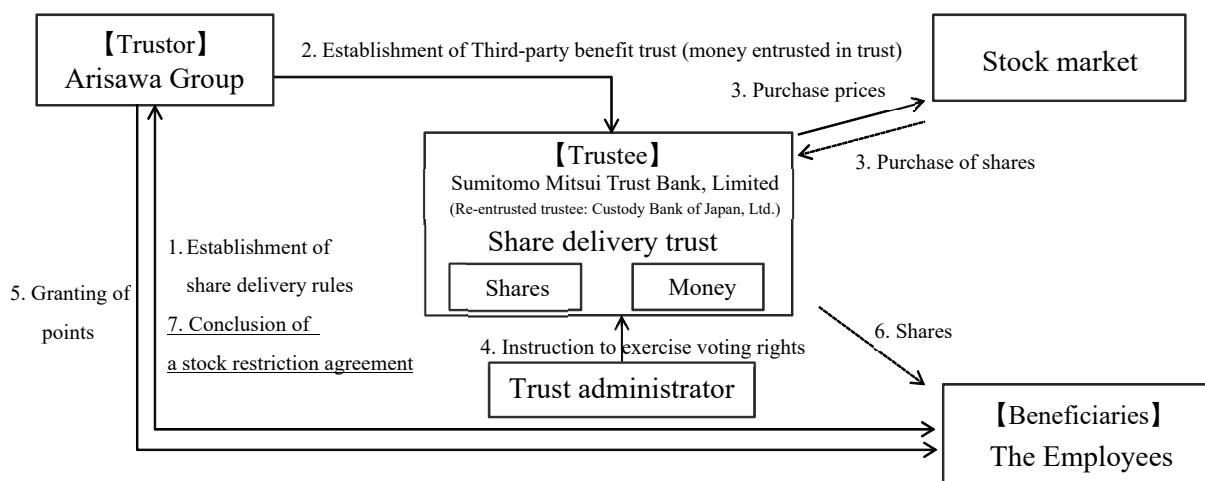 【Trustor】
Arisawa Group
2. Establishment of Third-party benefit trust (money entrusted in trust)
Stock market
3. Purchase prices
3. Purchase of shares
【Trustee】
Sumitomo Mitsui Trust Bank, Limited
(Re-entrusted trustee: Custody Bank of Japan, Ltd.)
Share delivery trust
Shares
Money
1. Establishment of
share delivery rules
7. Conclusion of
a stock restriction agreement
5. Granting of
points
4. Instruction to exercise voting rights
Trust administrator
6. Shares
【Beneficiaries】
The Employees